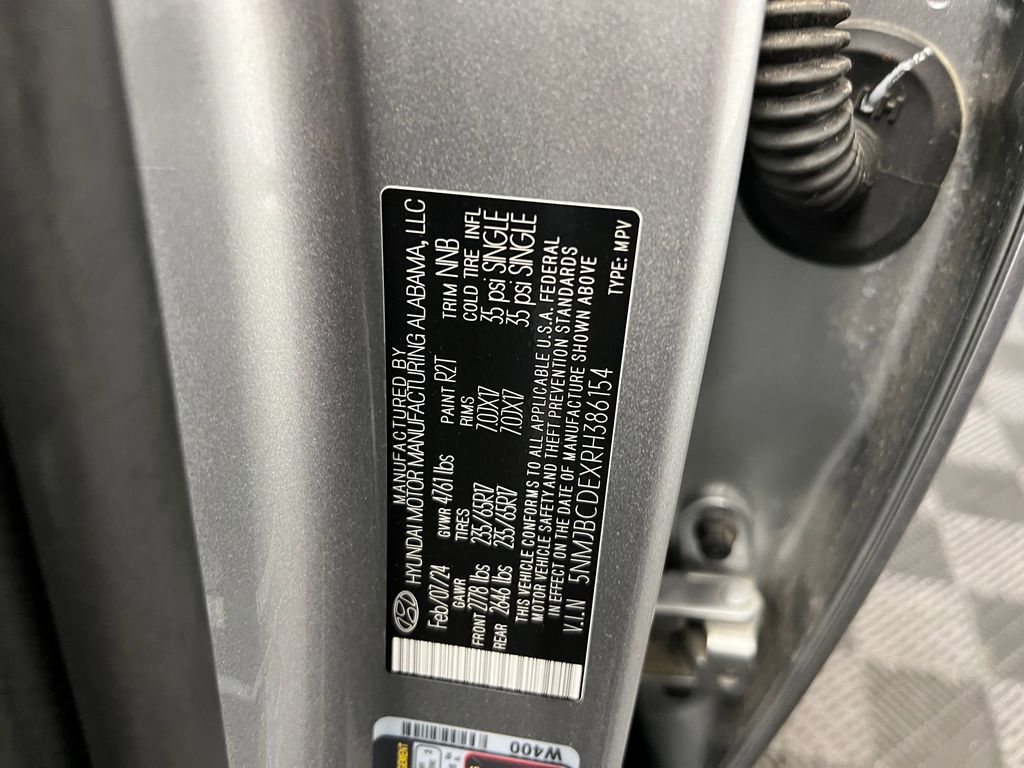 MANUFACTURED BY
HYUNDAI MOTOR MANUFACTURING ALABAMA, LLC
Feb/07/24 GVWR 4761 lbs PAINT R2T TRIM NNB
GAWR TIRES RIMS COLD TIRE INFL
FRONT 2778 lbs 235/65R17 7.0JX17 35 psi SINGLE
REAR 2646 lbs 235/65R17 7.0JX17 35 psi SINGLE
THIS VEHICLE CONFORMS TO ALL APPLICABLE U.S.A. FEDERAL
MOTOR VEHICLE SAFETY AND THEFT PREVENTION STANDARDS
IN EFFECT ON THE DATE OF MANUFACTURE SHOWN ABOVE
V.I.N 5NMJBCDEXRH386154 TYPE: MPV
W400
H